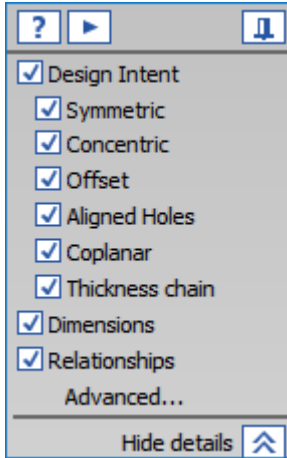 ?
Design Intent
Symmetric
Concentric
Offset
Aligned Holes
Coplanar
Thickness chain
Dimensions
Relationships
Advanced...
Hide details